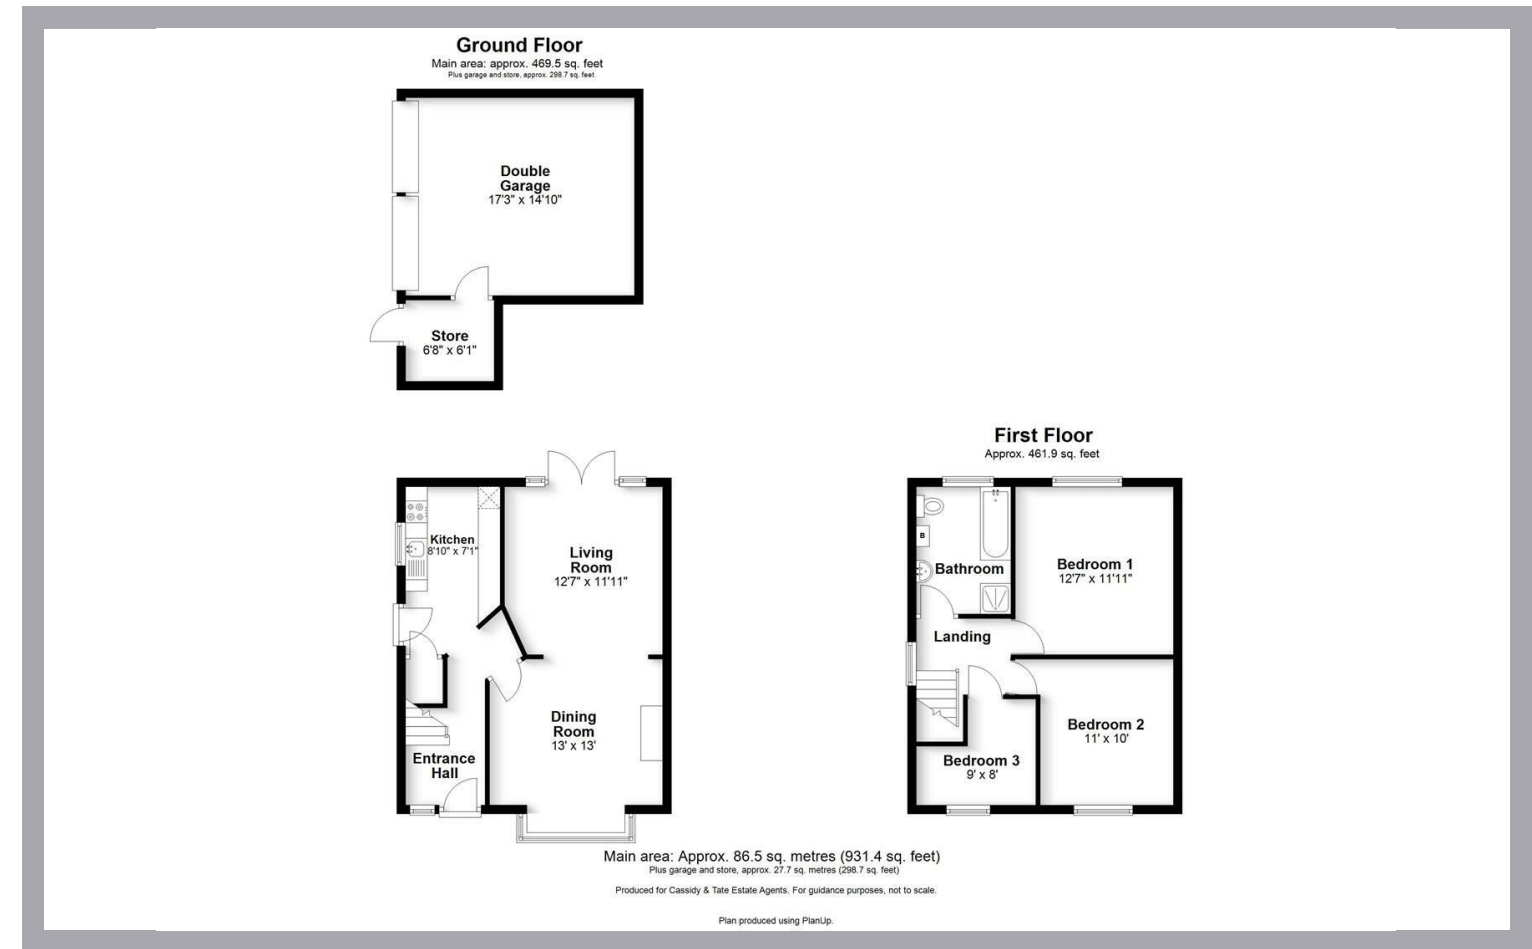 Ground Floor
Main area: approx. 469.5 sq. feet
Plus garage and store, approx. 298.7 sq. feet
Double
Garage
17'3" x 14'10"
Store
6'8" x 6'1"
Kitchen
8'10" x 7'1"
Living
Room
12'7" x 11'11"
Dining
Room
13' x 13'
Entrance
Hall
First Floor
Approx. 461.9 sq. feet
B
Bathroom
Bedroom 1
12'7" x 11'11"
Landing
Bedroom 2
11' x 10'
Bedroom 3
9' x 8'
Main area: Approx. 86.5 sq. metres (931.4 sq. feet)
Plus garage and store, approx. 27.7 sq. metres (298.7 sq. feet)
Produced for Cassidy & Tate Estate Agents. For guidance purposes, not to scale.
Plan produced using PlanUp.